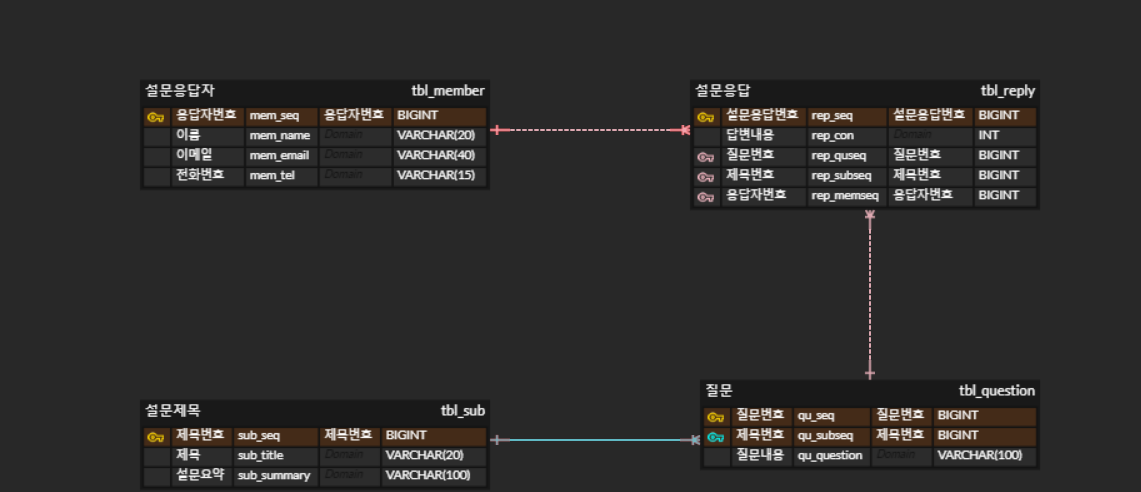 설문응답자 tbl_member
응답자번호 mem_seq 응답자번호 BIGINT
이름 mem_name Domain VARCHAR(20)
이메일 mem_email Domain VARCHAR(40)
전화번호 mem_tel Domain VARCHAR(15)
설문응답 tbl_reply
설문응답번호 rep_seq 설문응답번호 BIGINT
답변내용 rep_con Domain INT
질문번호 rep_quseq 질문번호 BIGINT
제목번호 rep_subseq 제목번호 BIGINT
응답자번호 rep_memseq 응답자번호 BIGINT
설문제목 tbl_sub
제목번호 sub_seq 제목번호 BIGINT
제목 sub_title Domain VARCHAR(20)
설문요약 sub_summary Domain VARCHAR(100)
질문 tbl_question
질문번호 qu_seq 질문번호 BIGINT
제목번호 qu_subseq 제목번호 BIGINT
질문내용 qu_question Domain VARCHAR(100)